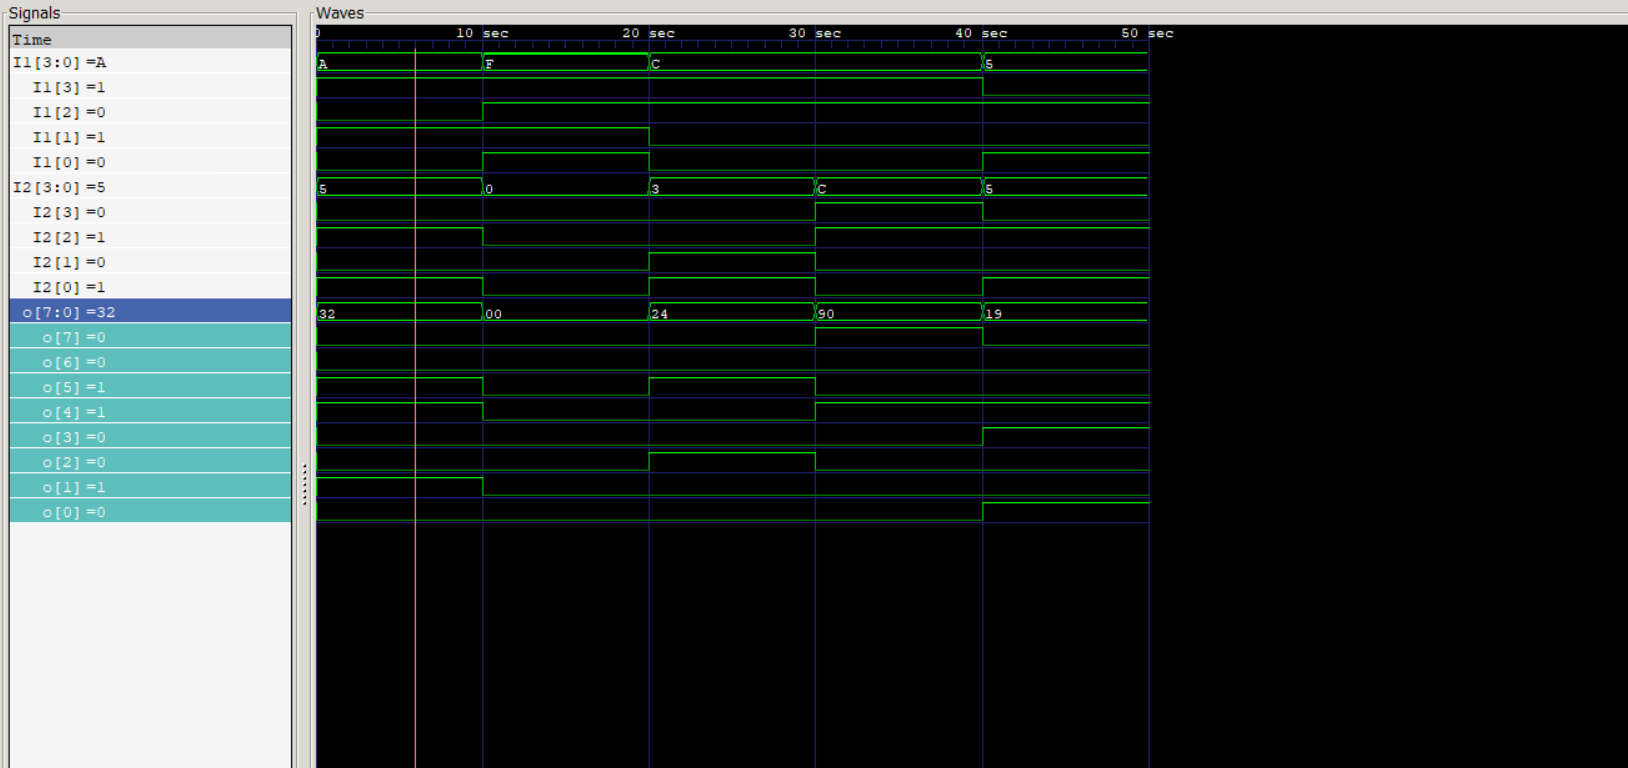 Signals Waves
Time 0 10 sec 20 sec 30 sec 40 sec 50 sec
I1[3:0]=A A F C 5
I1[3]=1
I1[2]=0
I1[1]=1
I1[0]=0
I2[3:0]=5 5 0 3 C 5
I2[3]=0
I2[2]=1
I2[1]=0
I2[0]=1
o[7:0]=32 32 00 24 90 19
o[7]=0
o[6]=0
o[5]=1
o[4]=1
o[3]=0
o[2]=0
o[1]=1
o[0]=0